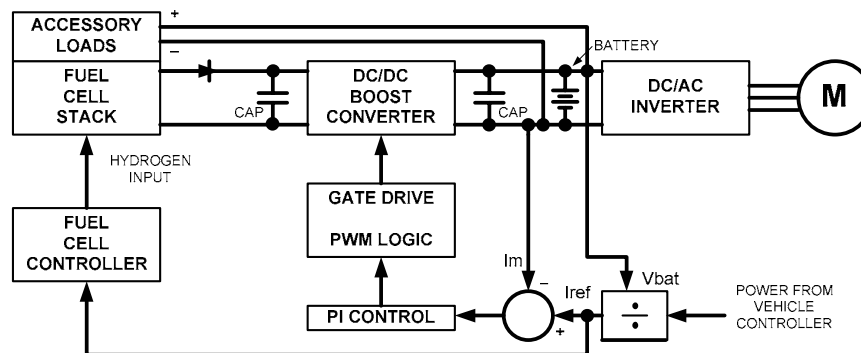 ACCESSORY
LOADS
+
−
FUEL
CELL
STACK
CAP
DC/DC
BOOST
CONVERTER
CAP
BATTERY
DC/AC
INVERTER
M
HYDROGEN
INPUT
FUEL
CELL
CONTROLLER
GATE DRIVE
PWM LOGIC
PI CONTROL
Im
−
+
Iref
Vbat
÷
POWER FROM
VEHICLE
CONTROLLER